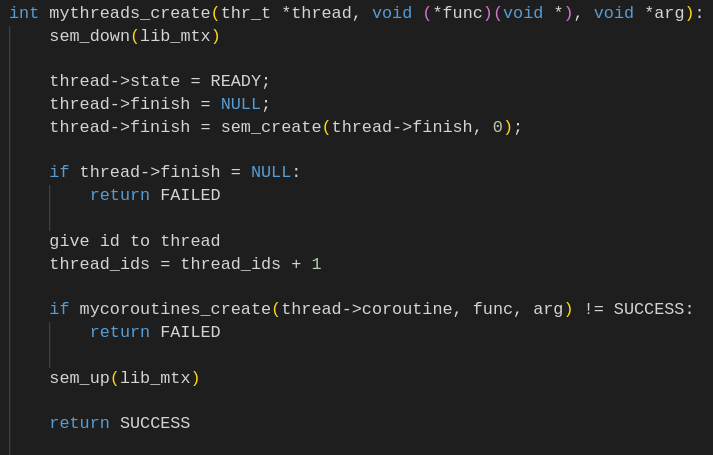 int mythreads_create(thr_t *thread, void (*func)(void *), void *arg):
    sem_down(lib_mtx)
    thread->state = READY;
    thread->finish = NULL;
    thread->finish = sem_create(thread->finish, 0);
    if thread->finish = NULL:
        return FAILED
    give id to thread
    thread_ids = thread_ids + 1
    if mycoroutines_create(thread->coroutine, func, arg) != SUCCESS:
        return FAILED
    sem_up(lib_mtx)
    return SUCCESS